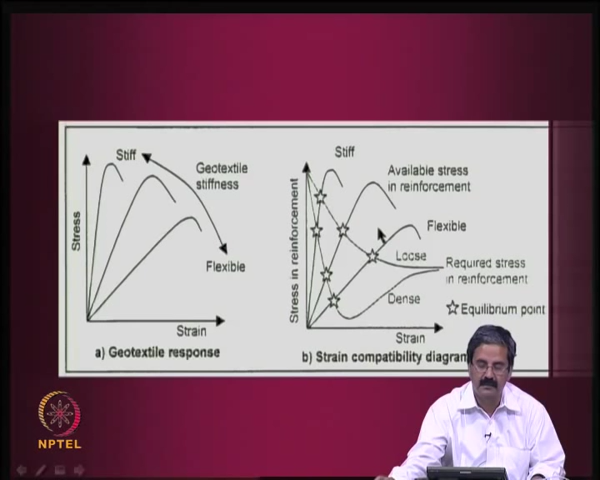 Stiff
Geotextile
stiffness
Flexible
Stress
Strain
a) Geotextile response
Stiff
Available stress
in reinforcement
Flexible
Loose
Required stress
in reinforcement
Dense
Equilibrium point
Stress in reinforcement
Strain
b) Strain compatibility diagram
NPTEL